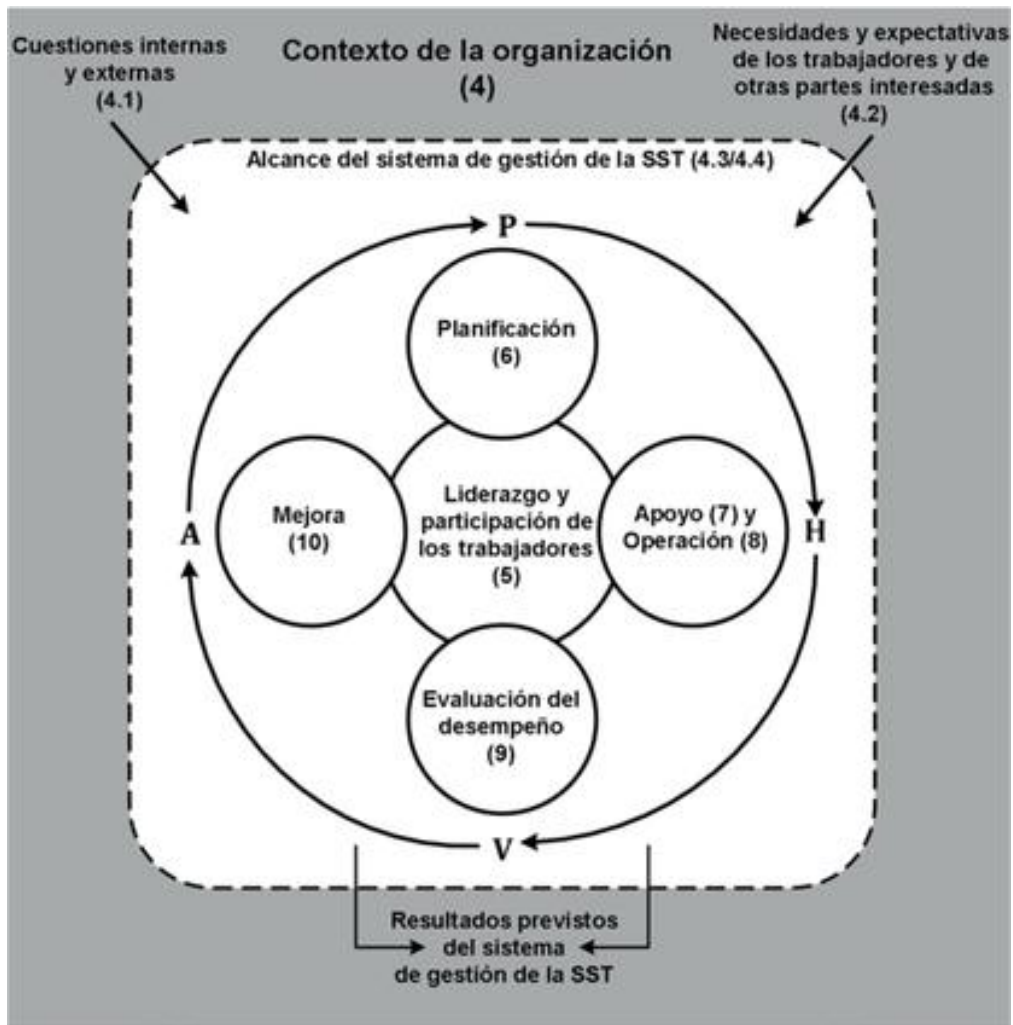 Cuestiones internas
y externas
(4.1)
Contexto de la organización
(4)
Necesidades y expectativas
de los trabajadores y de
otras partes interesadas
(4.2)
Alcance del sistema de gestión de la SST (4.3/4.4)
P
Planificación
(6)
A
Mejora
(10)
Liderazgo y
participación de
los trabajadores
(5)
Apoyo (7) y
Operación (8)
H
Evaluación del
desempeño
(9)
V
Resultados previstos
del sistema
de gestión de la SST